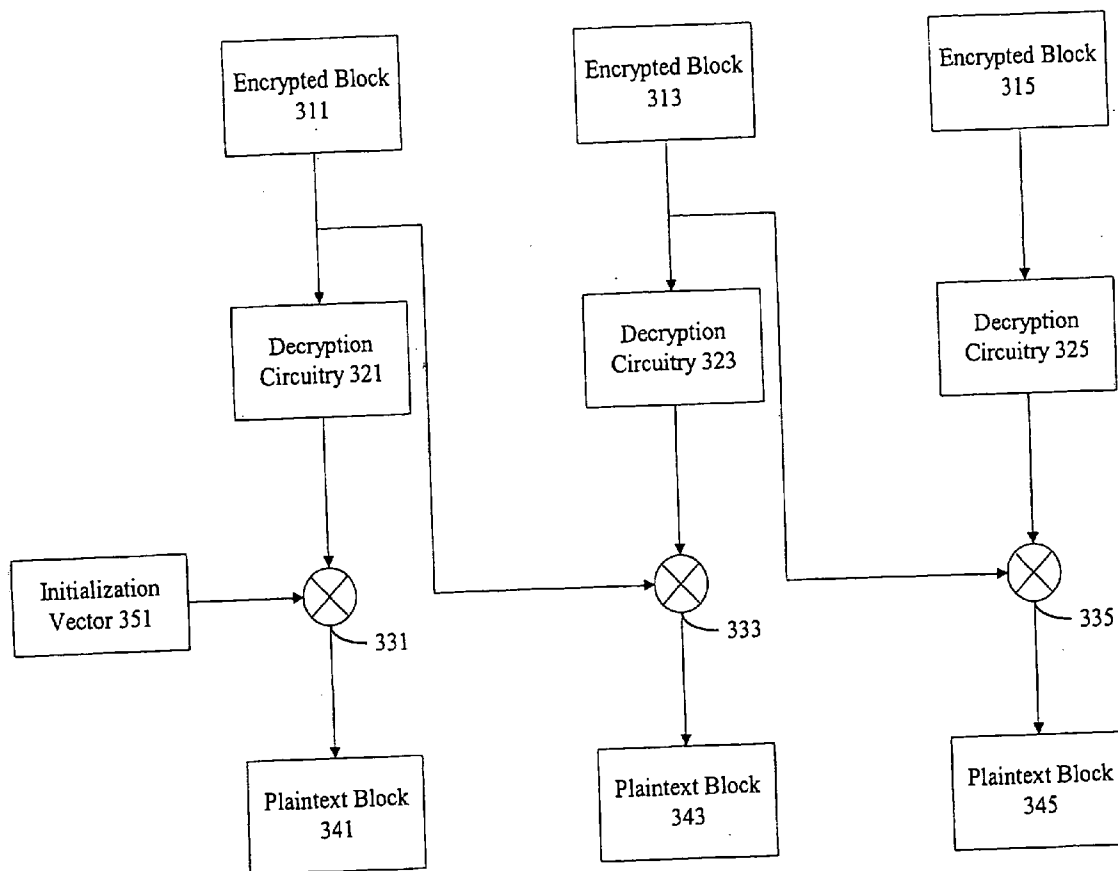 Encrypted Block
311
Encrypted Block
313
Encrypted Block
315
Decryption
Circuitry 321
Decryption
Circuitry 323
Decryption
Circuitry 325
Initialization
Vector 351
331
333
335
Plaintext Block
341
Plaintext Block
343
Plaintext Block
345